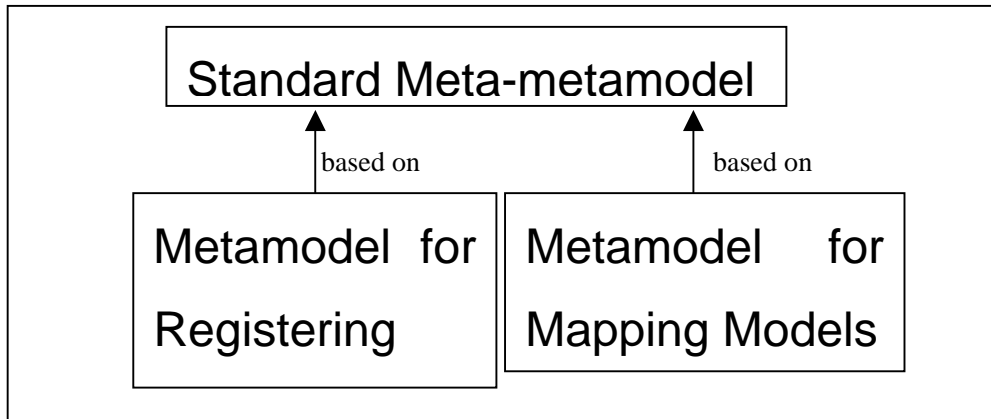 Standard Meta-metamodel
based on
based on
Metamodel for
Registering
Metamodel for
Mapping Models